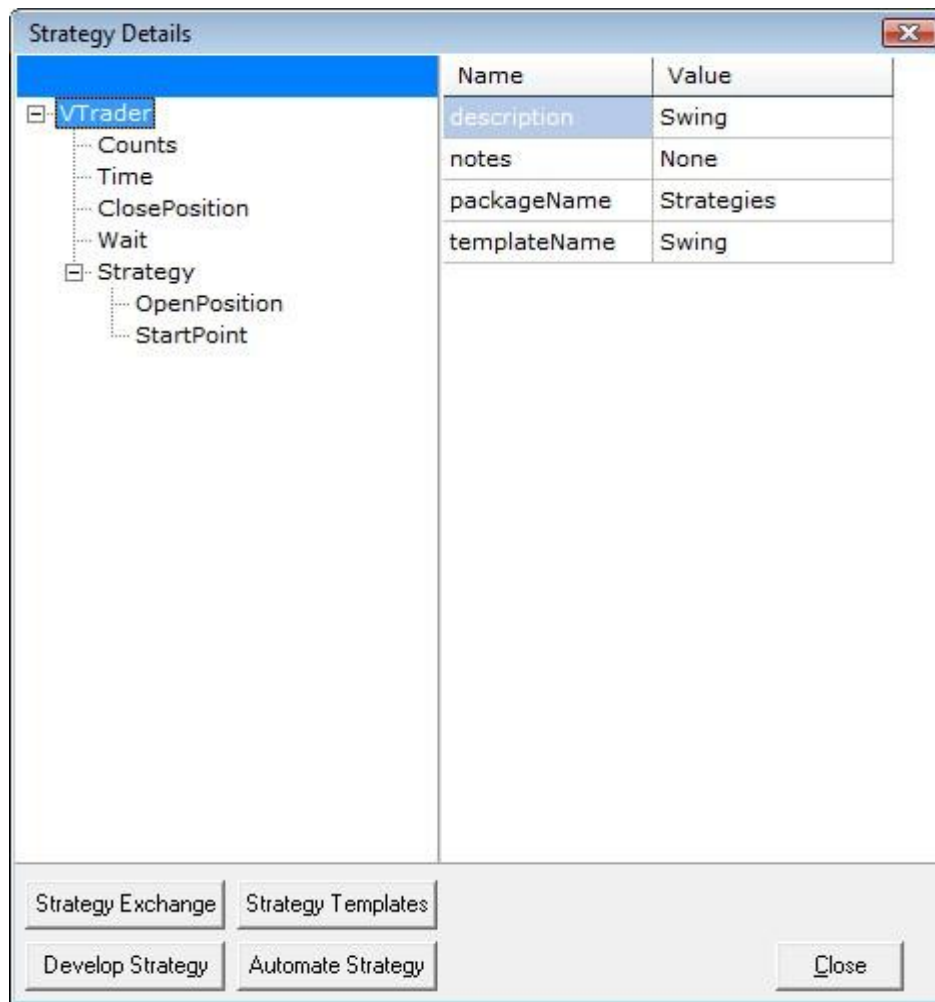 Strategy Details
VTrader
Counts
Time
ClosePosition
Wait
Strategy
OpenPosition
StartPoint
Name Value
description Swing
notes None
packageName Strategies
templateName Swing
Strategy Exchange Strategy Templates
Develop Strategy Automate Strategy Close